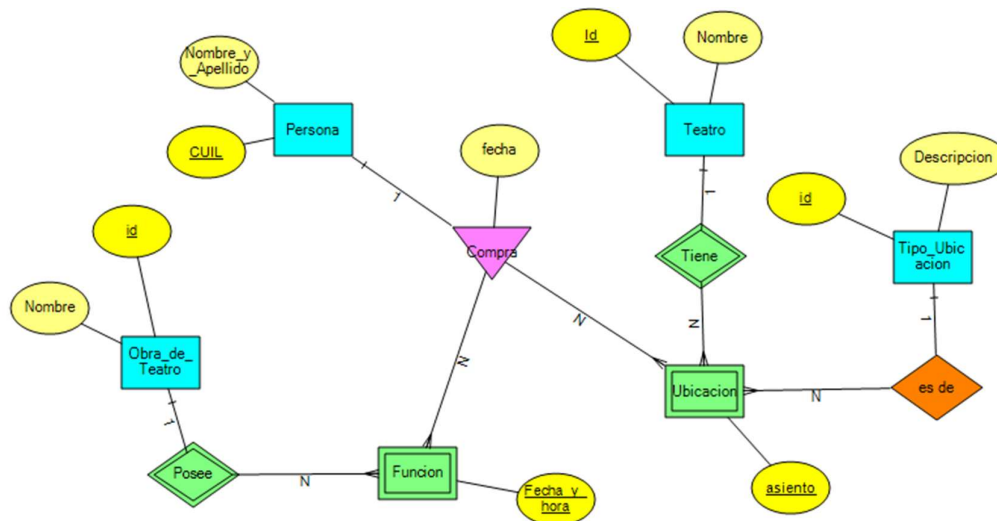 Id
Nombre
Nombre_y
_Apellido
Persona
Teatro
CUIL
fecha
Descripcion
id
id
1
1
Compra
Tiene
Tipo_Ubic
acion
Nombre
N
N
1
Obra_de_
Teatro
N
Ubicacion
N
es de
1
Posee
N
Funcion
Fecha_y_
hora
asiento